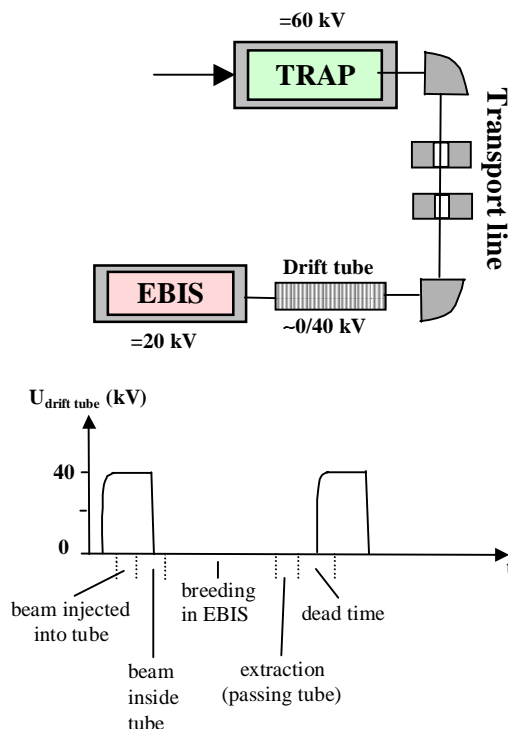 =60 kV
TRAP
Transport line
Drift tube
EBIS
~0/40 kV
=20 kV
U drift tube (kV)
40
0
t
beam injected
into tube
breeding
in EBIS
dead time
beam
inside
tube
extraction
(passing tube)